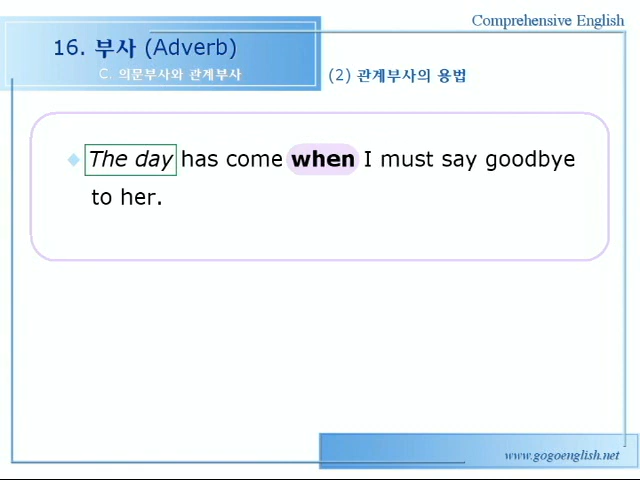 Comprehensive English
16. 부사 (Adverb)
C. 의문부사와 관계부사
(2) 관계부사의 용법
The day has come when I must say goodbye
to her.
www.gogoenglish.net